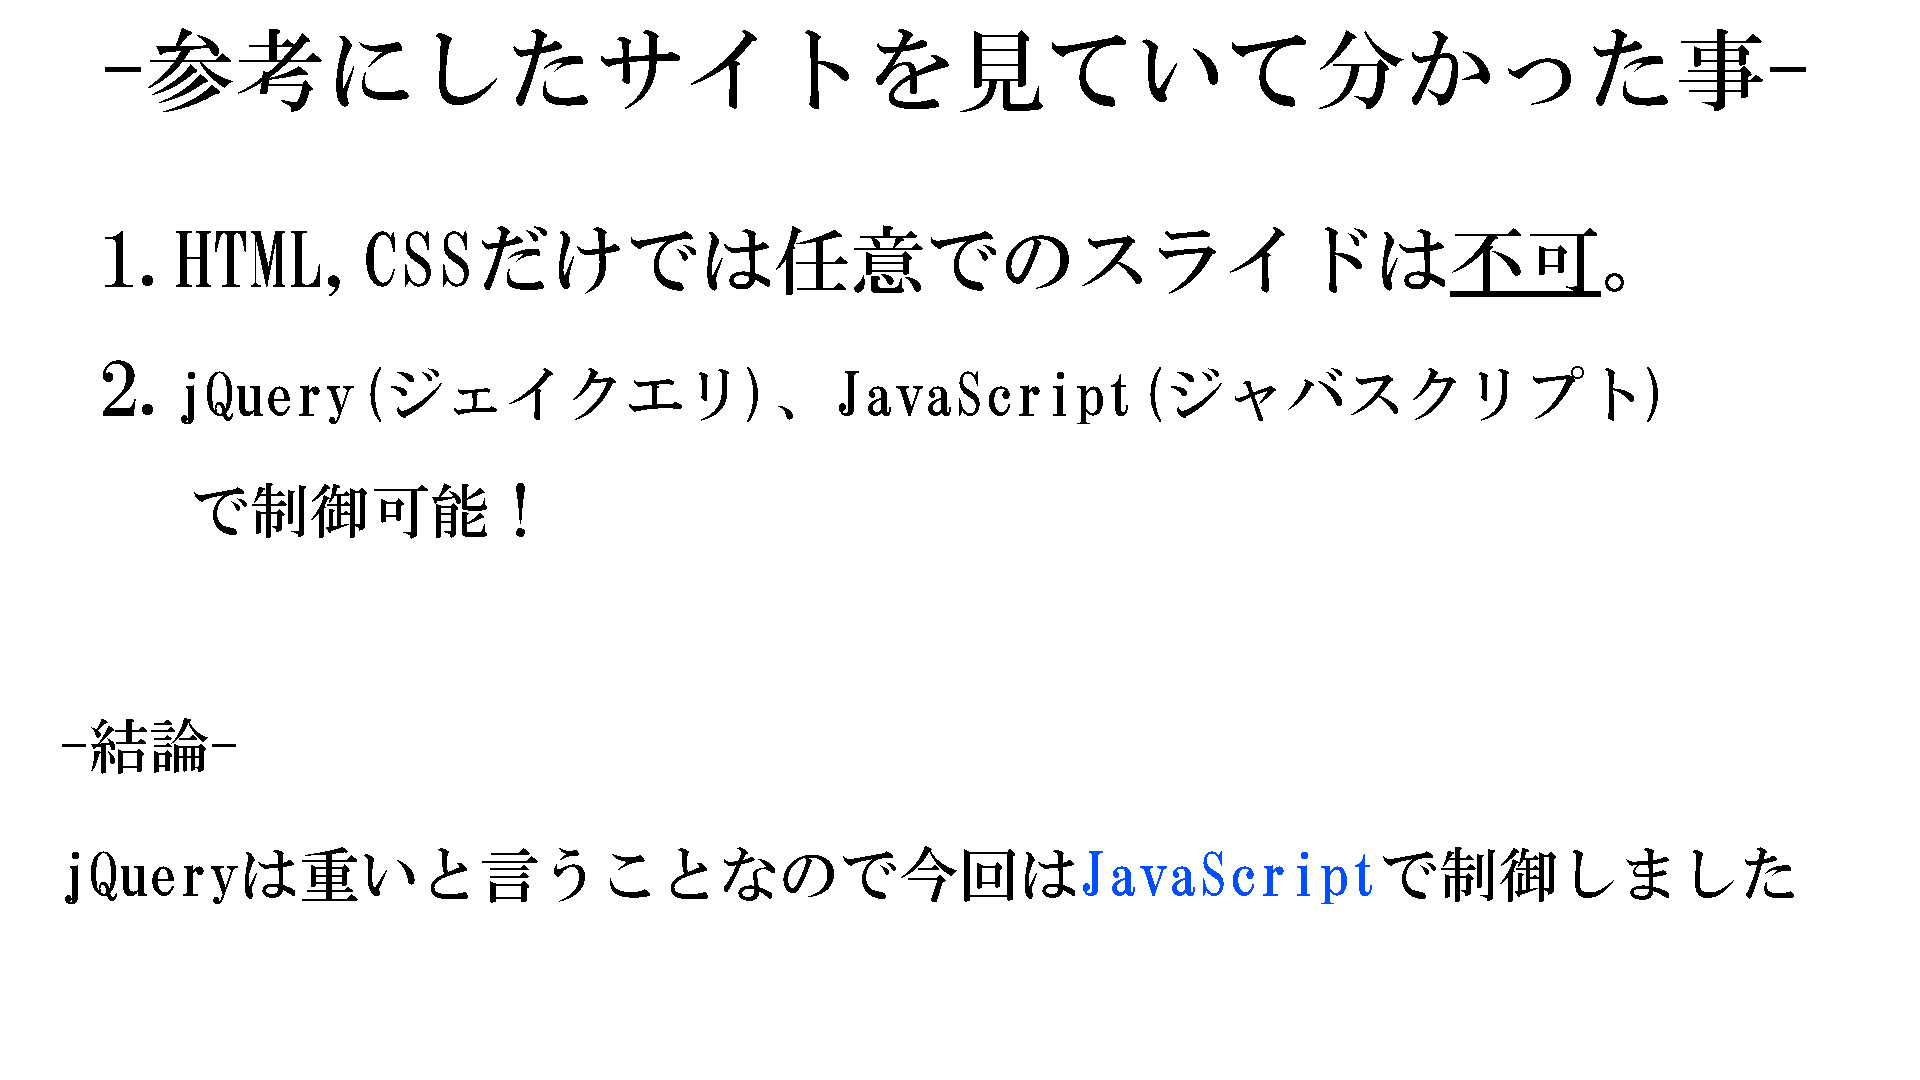 -参考にしたサイトを見ていて分かった事-
1. HTML,CSSだけでは任意でのスライドは不可。
2. jQuery(ジェイクエリ)、JavaScript(ジャバスクリプト)
で制御可能！
-結論-
jQueryは重いと言うことなので今回はJavaScriptで制御しました